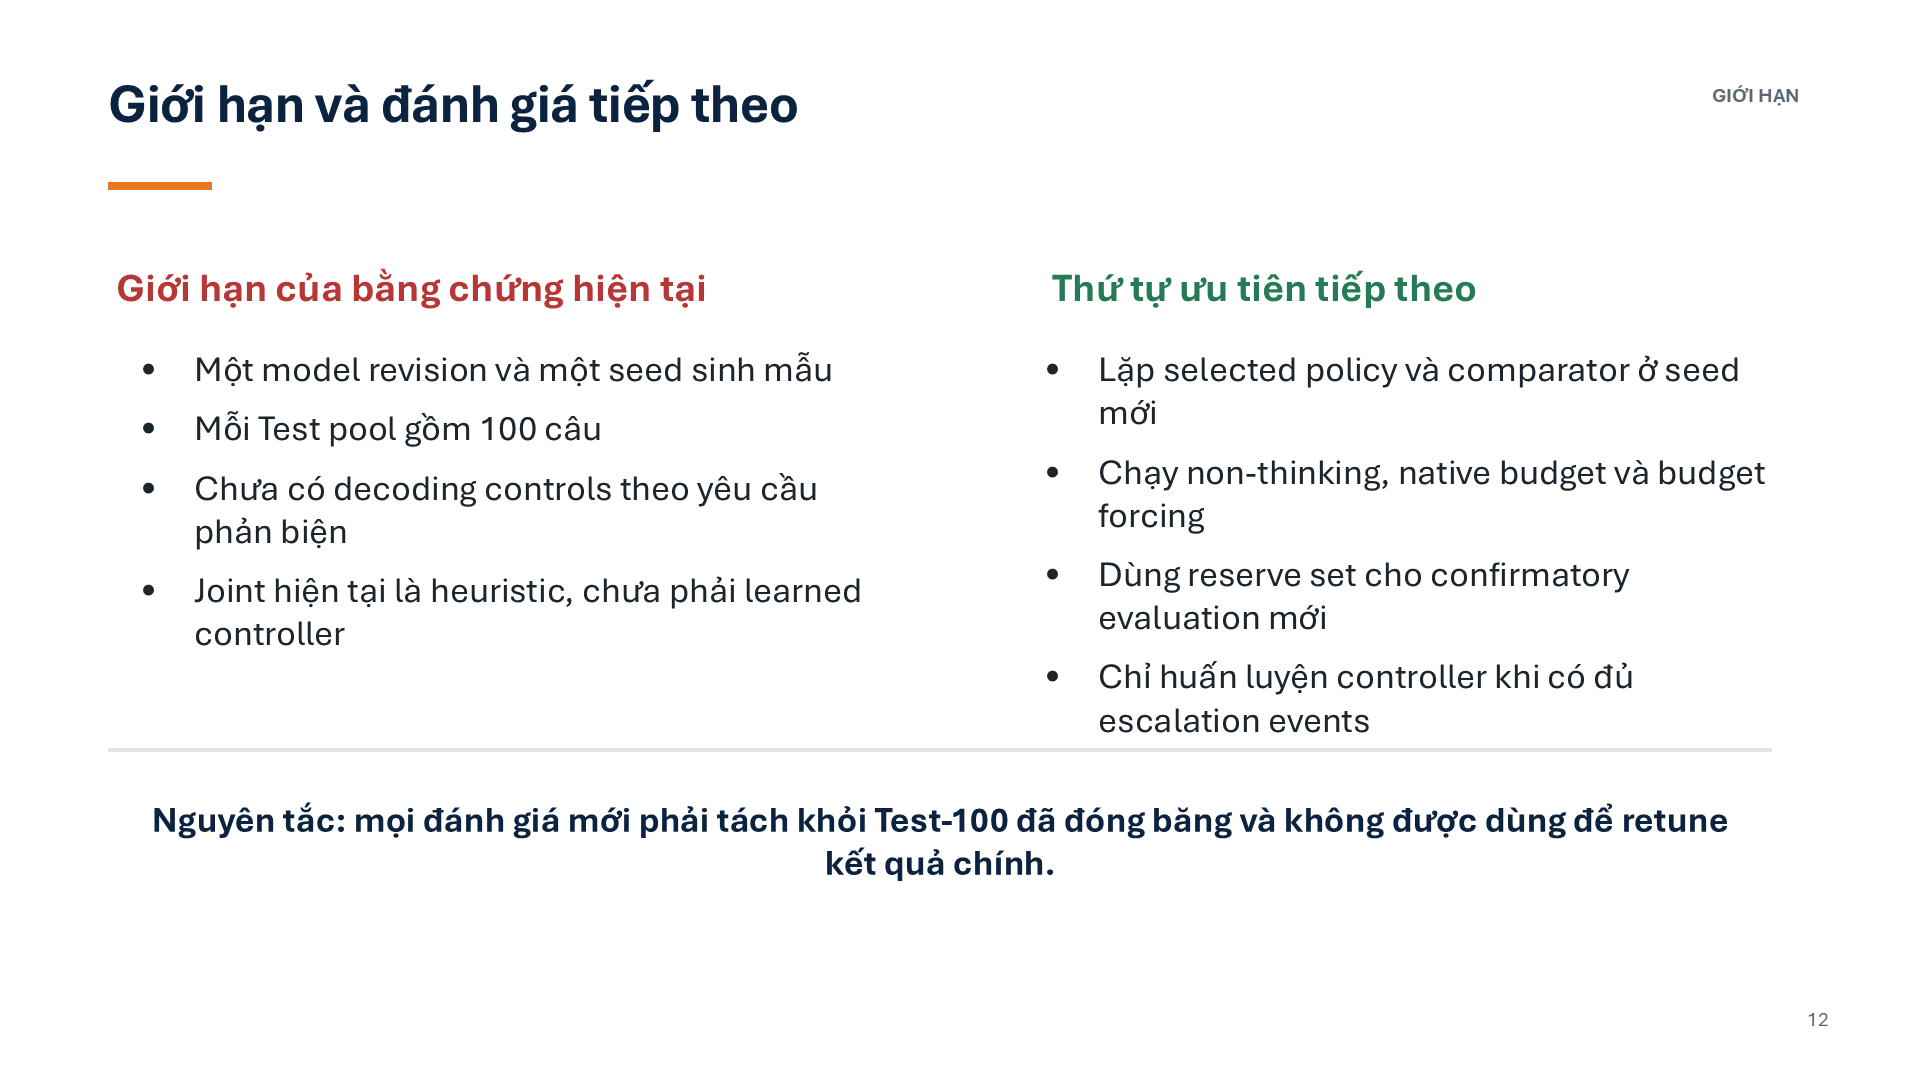 Giới hạn và đánh giá tiếp theo
GIỚI HẠN
Giới hạn của bằng chứng hiện tại
• Một model revision và một seed sinh mẫu
• Mỗi Test pool gồm 100 câu
• Chưa có decoding controls theo yêu cầu
phản biện
• Joint hiện tại là heuristic, chưa phải learned
controller
Thứ tự ưu tiên tiếp theo
• Lặp selected policy và comparator ở seed
mới
• Chạy non-thinking, native budget và budget
forcing
• Dùng reserve set cho confirmatory
evaluation mới
• Chỉ huấn luyện controller khi có đủ
escalation events
Nguyên tắc: mọi đánh giá mới phải tách khỏi Test-100 đã đóng băng và không được dùng để retune
kết quả chính.
12